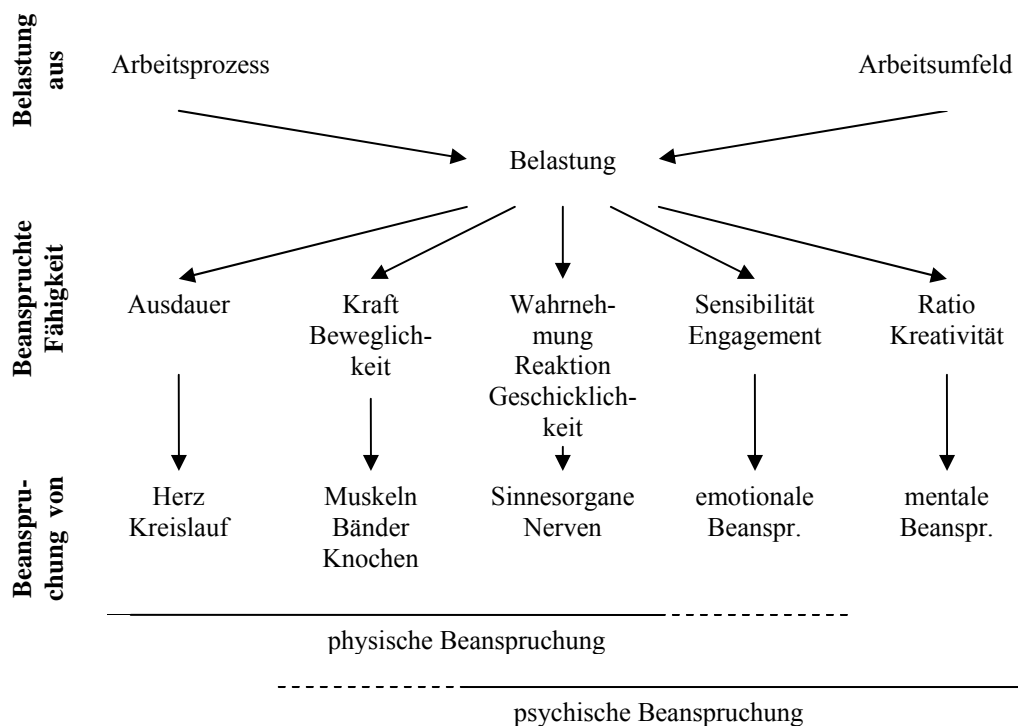 Belastung
aus
Arbeitsprozess
Arbeitsumfeld
Belastung
Beanspruchte
Fähigkeit
Ausdauer
Kraft
Beweglich-
keit
Wahrneh-
mung
Reaktion
Geschicklich-
keit
Sensibilität
Engagement
Ratio
Kreativität
Beanspru-
chung von
Herz
Kreislauf
Muskeln
Bänder
Knochen
Sinnesorgane
Nerven
emotionale
Beanspr.
mentale
Beanspr.
physische Beanspruchung
psychische Beanspruchung